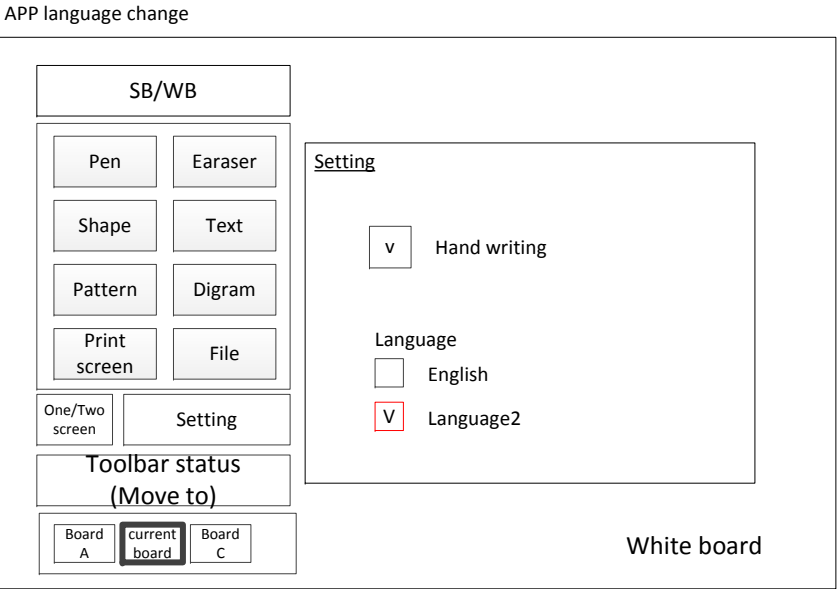 APP language change
SB/WB
Pen
Earaser
Shape
Text
Pattern
Digram
Print
screen
File
One/Two
screen
Setting
Toolbar status
(Move to)
Board
A
current
board
Board
C
Setting
v
Hand writing
Language
English
V
Language2
White board